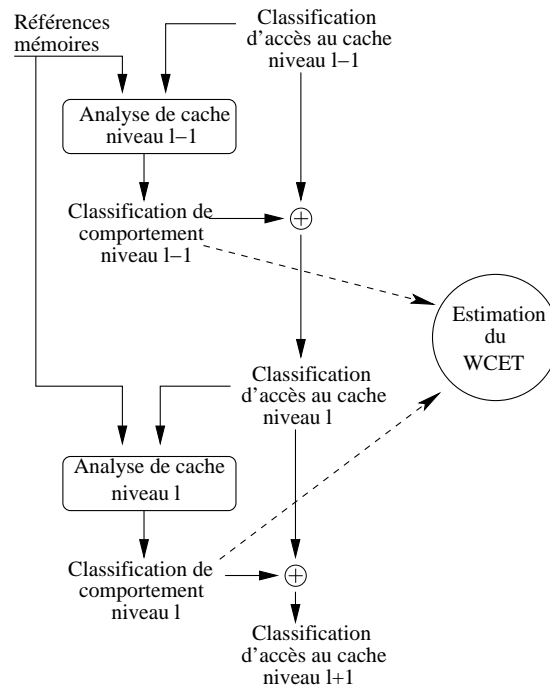 Références
mémoires
Classification
d'accès au cache
niveau l−1
Analyse de cache
niveau l−1
Classification de
comportement
niveau l−1
Estimation
du
WCET
Classification
d'accès au cache
niveau l
Analyse de cache
niveau l
Classification de
comportement
niveau l
Classification
d'accès au cache
niveau l+1